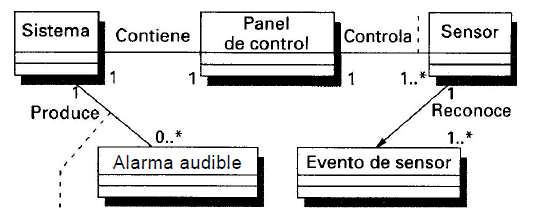 Sistema
Contiene
Panel
de control
Controla
Sensor
1
1
1
1..*
1
1
Produce
Reconoce
0..*
1..*
Alarma audible
Evento de sensor